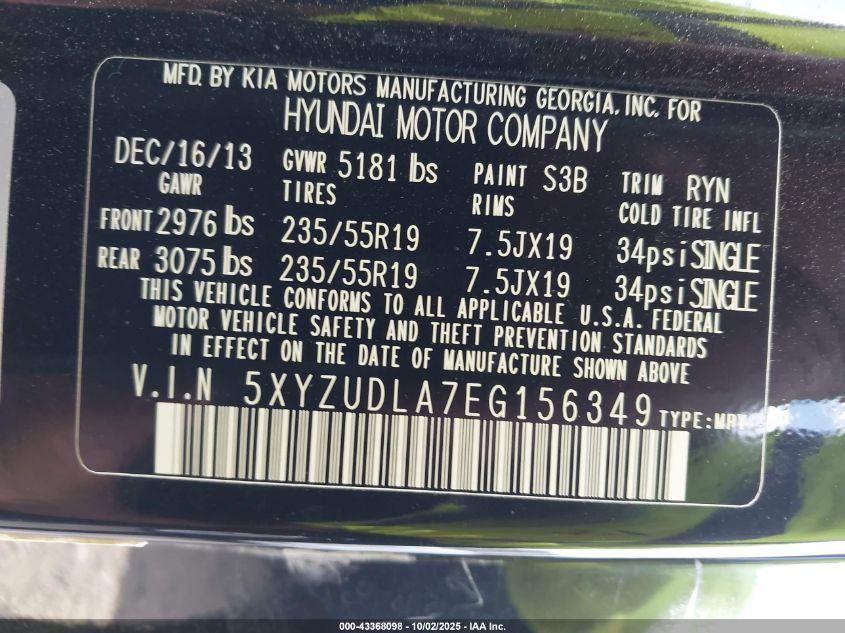 MFD. BY KIA MOTORS MANUFACTURING GEORGIA, INC. FOR
HYUNDAI MOTOR COMPANY
DEC/16/13 GVWR 5181 lbs PAINT S3B TRIM RYN
GAWR TIRES RIMS COLD TIRE INFL
FRONT 2976 lbs 235/55R19 7.5JX19 34psi SINGLE
REAR 3075 lbs 235/55R19 7.5JX19 34psi SINGLE
THIS VEHICLE CONFORMS TO ALL APPLICABLE U.S.A. FEDERAL
MOTOR VEHICLE SAFETY AND THEFT PREVENTION STANDARDS
IN EFFECT ON THE DATE OF MANUFACTURE SHOWN ABOVE
V.I.N 5XYZUDLA7EG156349 TYPE:MPV
000-43368098 - 10/02/2025 - IAA Inc.